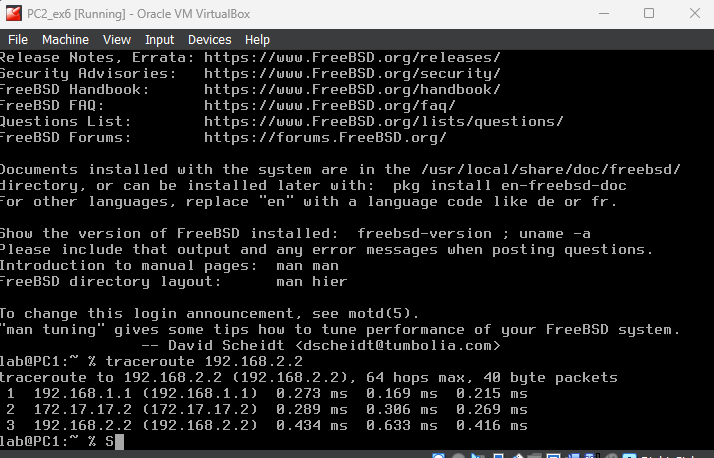 PC2_ex6 [Running] - Oracle VM VirtualBox
File Machine View Input Devices Help
Release Notes, Errata: https://www.FreeBSD.org/releases/
Security Advisories: https://www.FreeBSD.org/security/
FreeBSD Handbook: https://www.FreeBSD.org/handbook/
FreeBSD FAQ: https://www.FreeBSD.org/faq/
Questions List: https://www.FreeBSD.org/lists/questions/
FreeBSD Forums: https://forums.FreeBSD.org/
Documents installed with the system are in the /usr/local/share/doc/freebsd/
directory, or can be installed later with: pkg install en-freebsd-doc
For other languages, replace "en" with a language code like de or fr.
Show the version of FreeBSD installed: freebsd-version ; uname -a
Please include that output and any error messages when posting questions.
Introduction to manual pages: man man
FreeBSD directory layout: man hier
To change this login announcement, see motd(5).
"man tuning" gives some tips how to tune performance of your FreeBSD system.
-- David Scheidt <dscheidt@tumbolia.com>
lab@PC1:~ % traceroute 192.168.2.2
traceroute to 192.168.2.2 (192.168.2.2), 64 hops max, 40 byte packets
1 192.168.1.1 (192.168.1.1) 0.273 ms 0.169 ms 0.215 ms
2 172.17.17.2 (172.17.17.2) 0.289 ms 0.306 ms 0.269 ms
3 192.168.2.2 (192.168.2.2) 0.434 ms 0.633 ms 0.416 ms
lab@PC1:~ % S